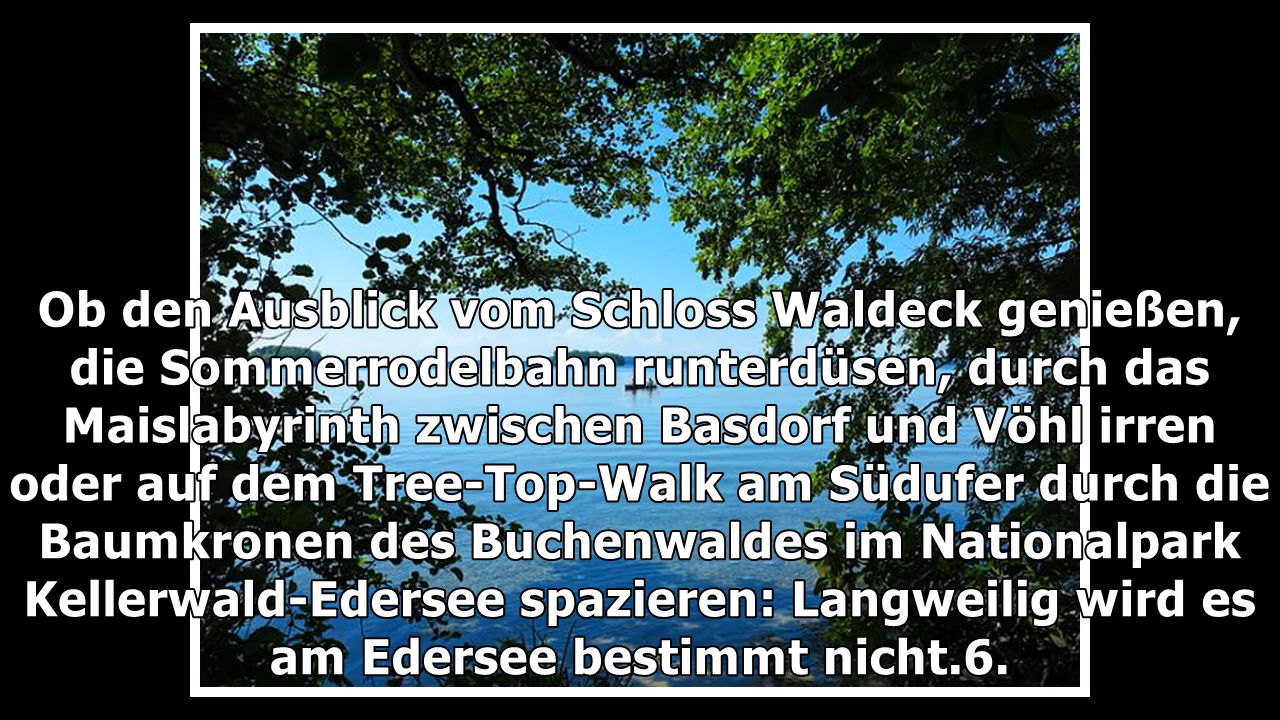 Ob den Ausblick vom Schloss Waldeck genießen,
die Sommerrodelbahn runterdüsen, durch das
Maislabyrinth zwischen Basdorf und Vöhl irren
oder auf dem Tree-Top-Walk am Südufer durch die
Baumkronen des Buchenwaldes im Nationalpark
Kellerwald-Edersee spazieren: Langweilig wird es
am Edersee bestimmt nicht.6.